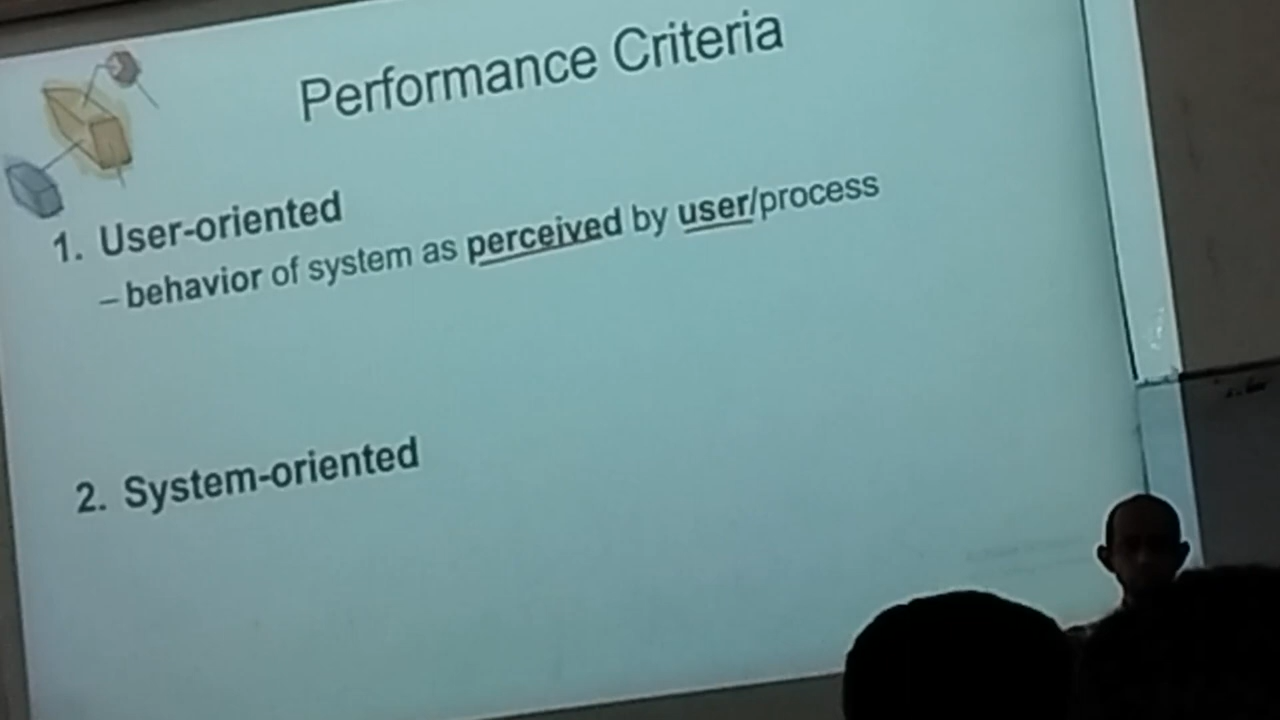 Performance Criteria
1. User-oriented
– behavior of system as perceived by user/process
2. System-oriented